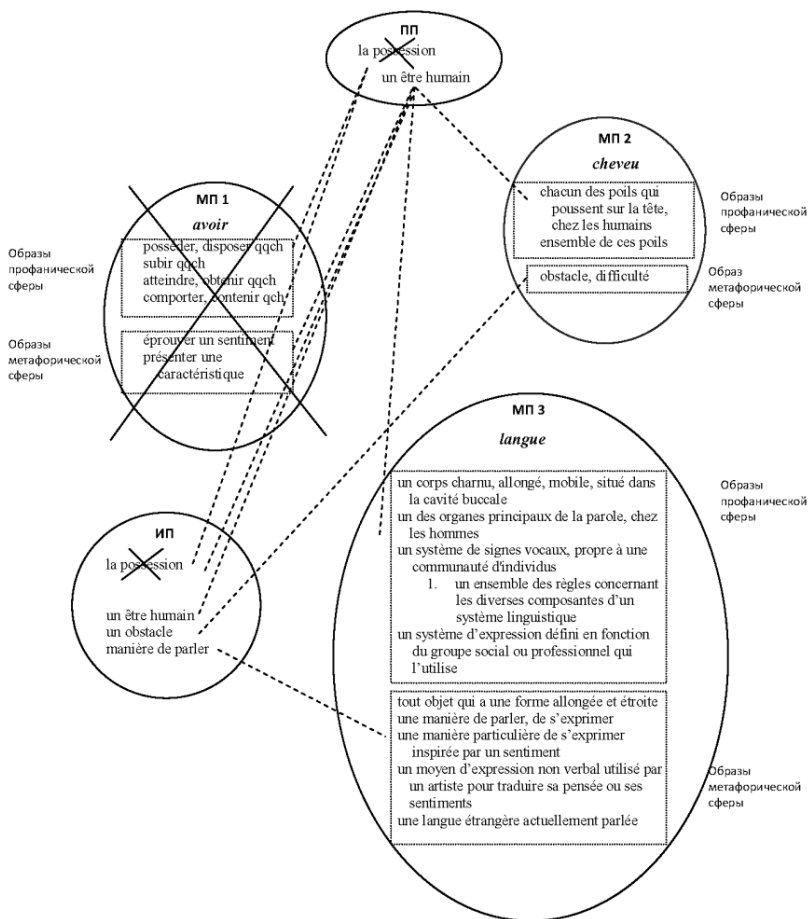 ПП
la possession
un être humain
МП 2
cheveu
chacun des poils qui
poussent sur la tête,
chez les humains
ensemble de ces poils
Образы
профанической
сферы
obstacle, difficulté
Образ
метафорической
сферы
МП 1
avoir
Образы
профанической
сферы
posséder, disposer qqch
subir qqch
atteindre, obtenir qqch
comporter, contenir qch
Образы
метафорической
сферы
éprouver un sentiment
présenter une
caractéristique
МП 3
langue
un corps charnu, allongé, mobile, situé dans
la cavité buccale
un des organes principaux de la parole, chez
les hommes
un système de signes vocaux, propre à une
communauté d'individus
1. un ensemble des règles concernant
les diverses composantes d'un
système linguistique
un système d'expression défini en fonction
du groupe social ou professionnel qui
l'utilise
Образы
профанической
сферы
ИП
la possession
un être humain
un obstacle
manière de parler
tout objet qui a une forme allongée et étroite
une manière de parler, de s'exprimer
une manière particulière de s'exprimer
inspirée par un sentiment
un moyen d'expression non verbal utilisé par
un artiste pour traduire sa pensée ou ses
sentiments
une langue étrangère actuellement parlée
Образы
метафорической
сферы